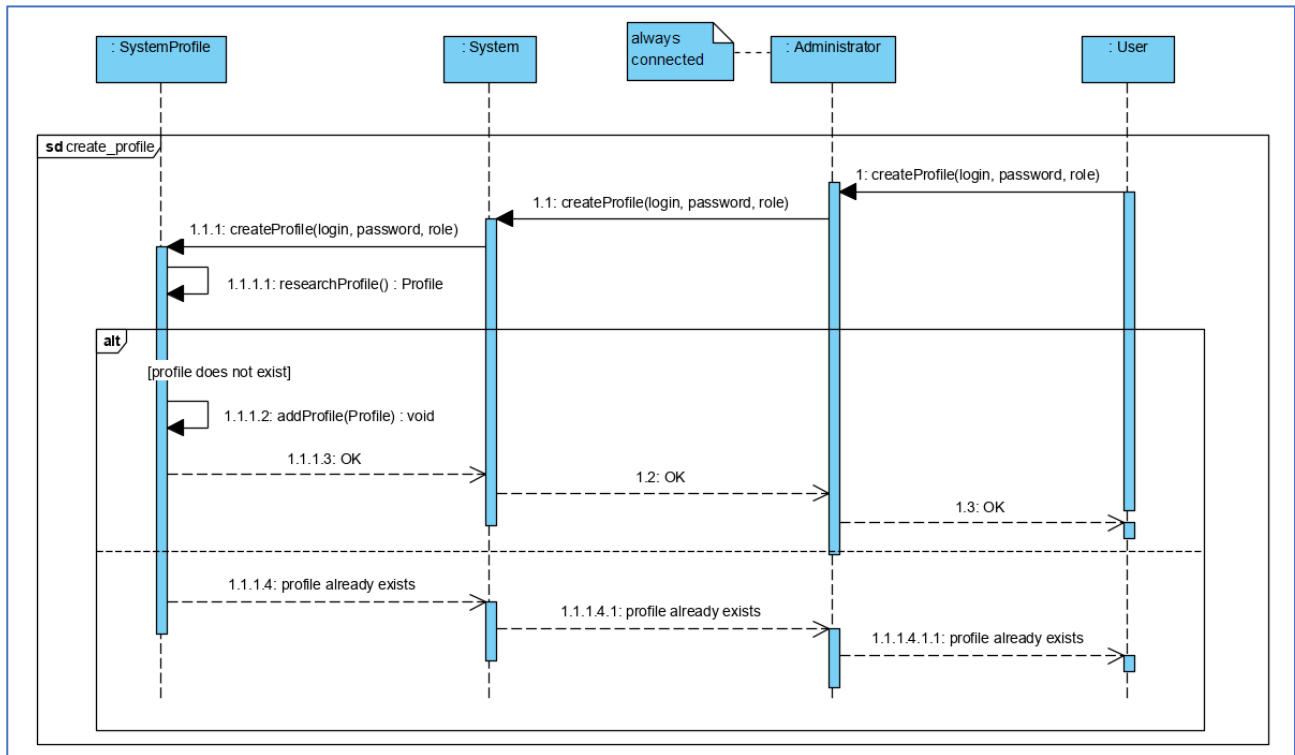 : SystemProfile
: System
always
connected
: Administrator
: User
sd create_profile
1: createProfile(login, password, role)
1.1: createProfile(login, password, role)
1.1.1: createProfile(login, password, role)
1.1.1.1: researchProfile() : Profile
alt
[profile does not exist]
1.1.1.2: addProfile(Profile) : void
1.1.1.3: OK
1.2: OK
1.3: OK
1.1.1.4: profile already exists
1.1.1.4.1: profile already exists
1.1.1.4.1.1: profile already exists